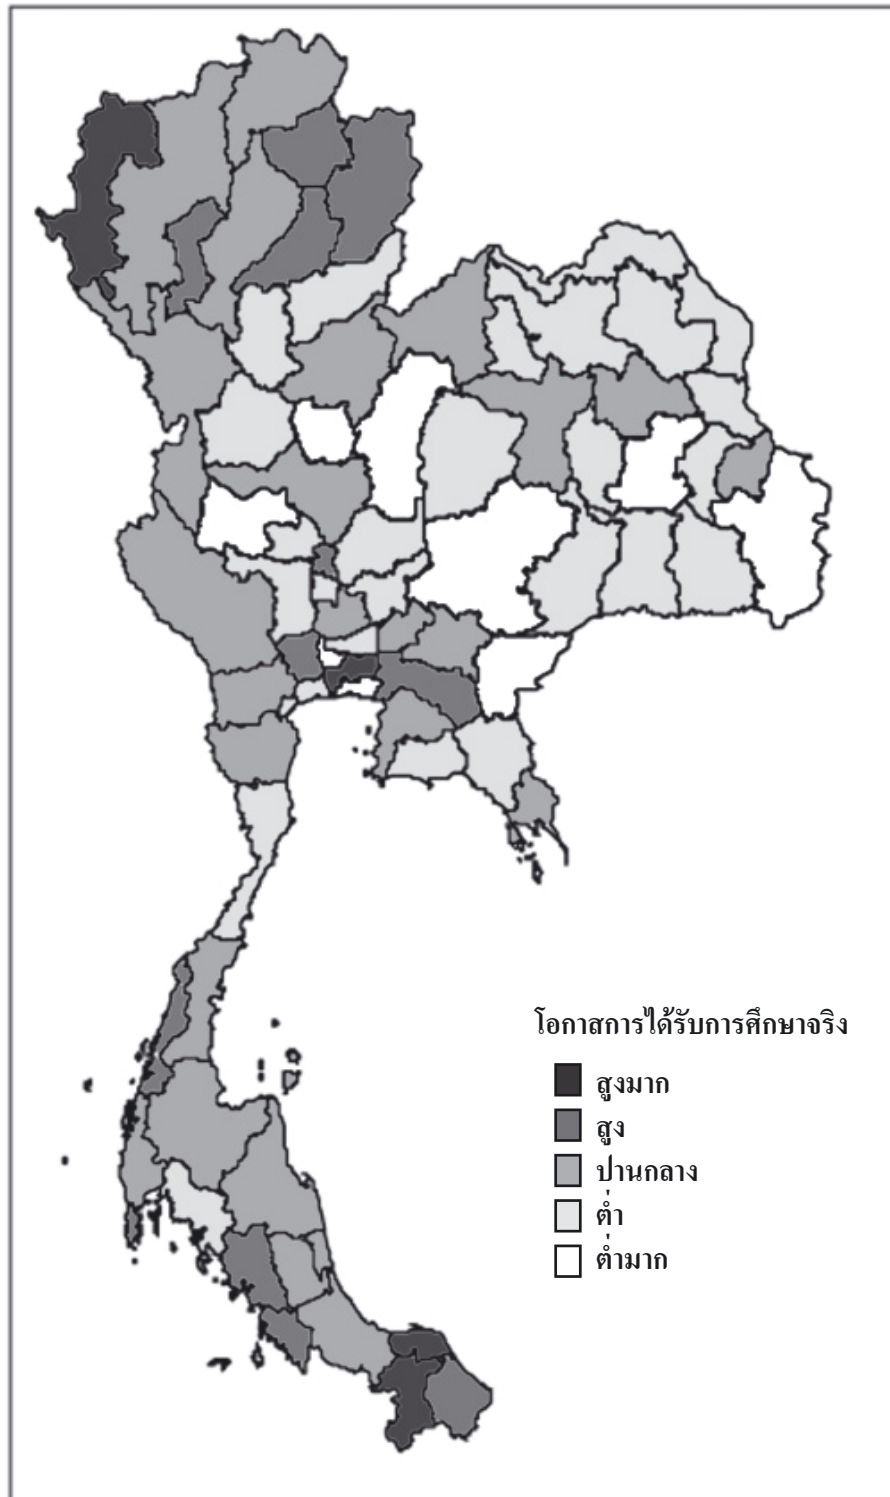 โอกาสการได้รับการศึกษาจริง
สูงมาก
สูง
ปานกลาง
ต่ำ
ต่ำมาก